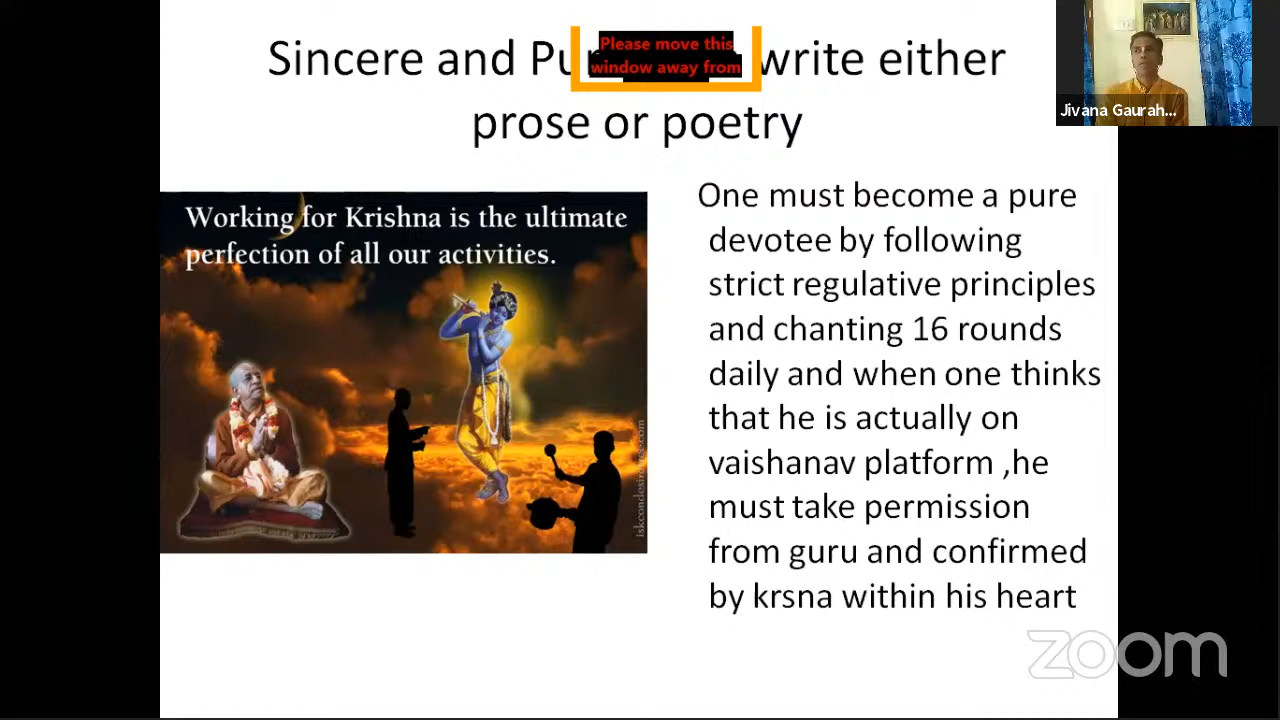 Sincere and Pu write either
prose or poetry
Please move this
window away from
Jivana Gaurah...
Working for Krishna is the ultimate
perfection of all our activities.
iskcondesiretree.com
One must become a pure
devotee by following
strict regulative principles
and chanting 16 rounds
daily and when one thinks
that he is actually on
vaishanav platform ,he
must take permission
from guru and confirmed
by krsna within his heart
zoom